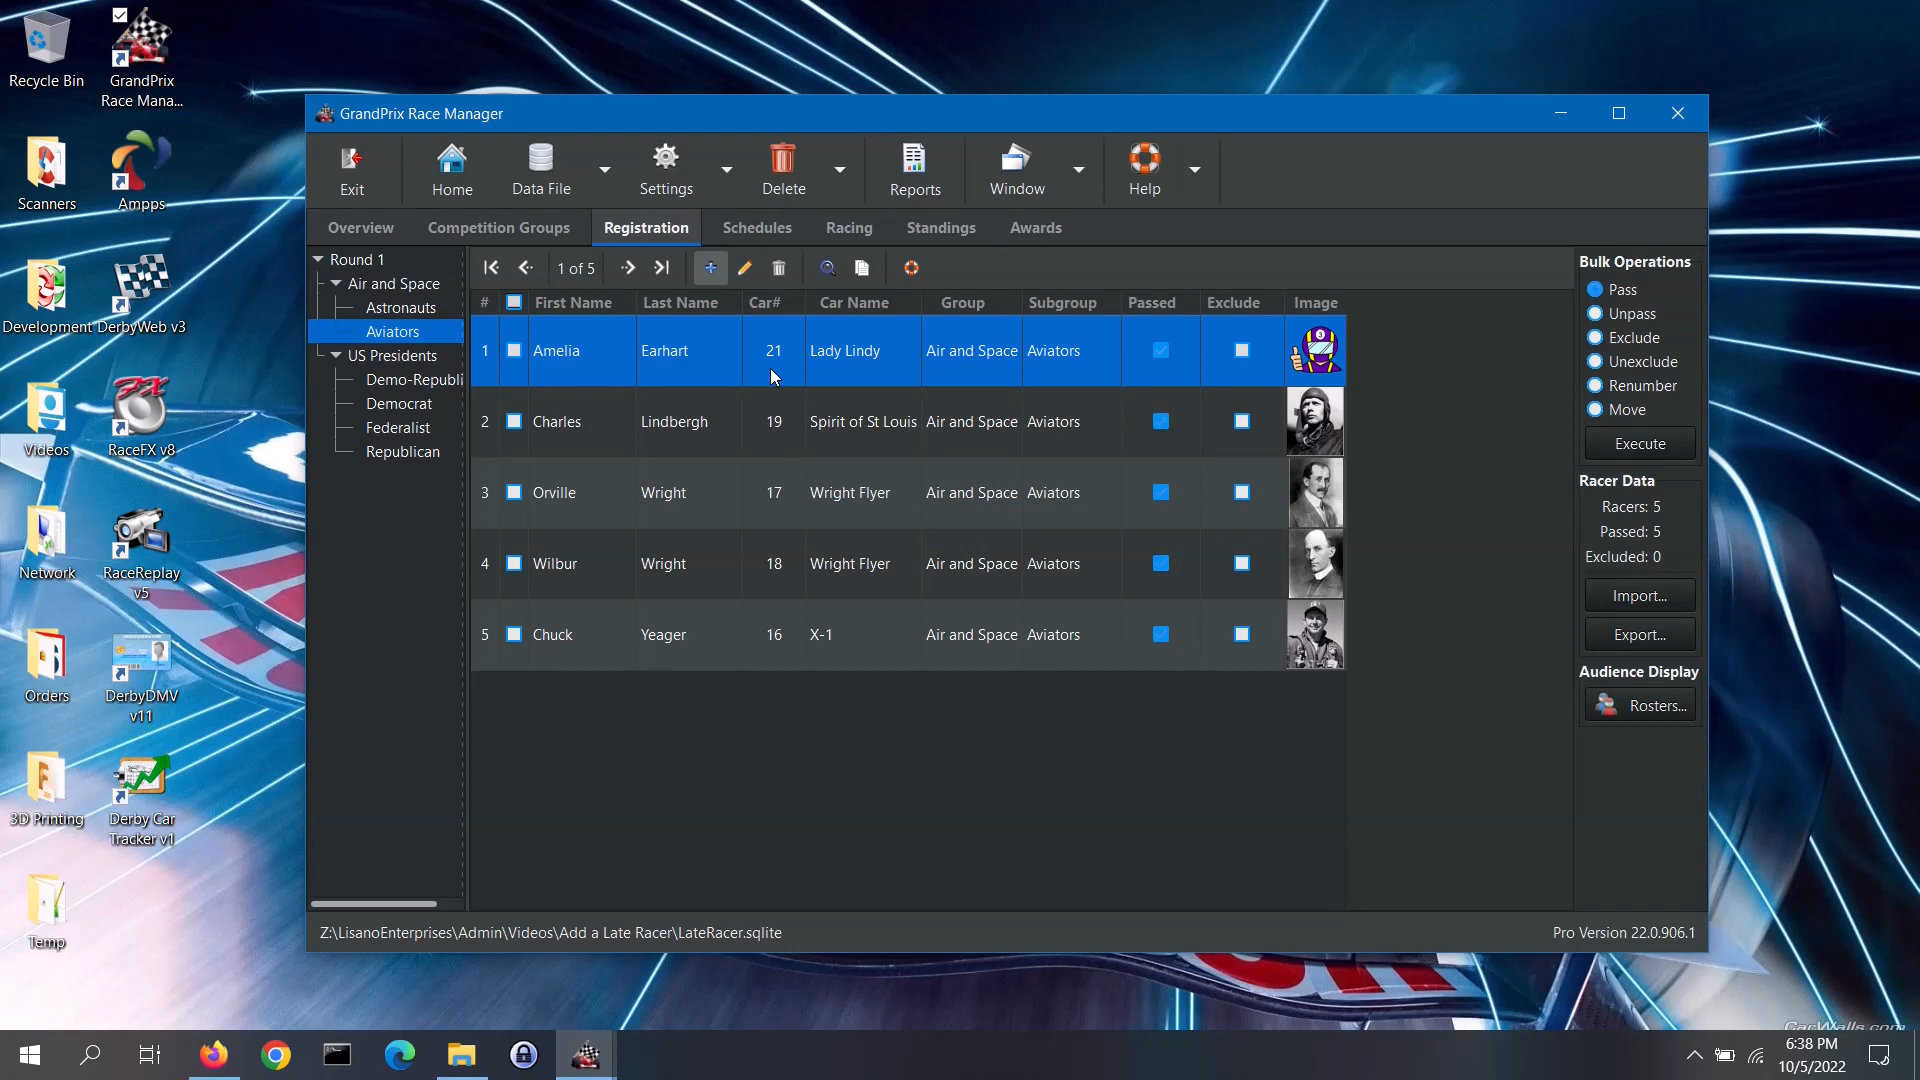 Recycle Bin
GrandPrix
Race Mana...
Scanners
Ampps
Development
DerbyWeb v3
Videos
RaceFX v8
Network
RaceReplay
v5
Orders
DerbyDMV
v11
3D Printing
Derby Car
Tracker v1
Temp
GrandPrix Race Manager
Exit
Home
Data File
Settings
Delete
Reports
Window
Help
Overview
Competition Groups
Registration
Schedules
Racing
Standings
Awards
Round 1
Air and Space
Astronauts
Aviators
US Presidents
Demo-Republi
Democrat
Federalist
Republican
1 of 5
# First Name Last Name Car# Car Name Group Subgroup Passed Exclude Image
1 Amelia Earhart 21 Lady Lindy Air and Space Aviators
2 Charles Lindbergh 19 Spirit of St Louis Air and Space Aviators
3 Orville Wright 17 Wright Flyer Air and Space Aviators
4 Wilbur Wright 18 Wright Flyer Air and Space Aviators
5 Chuck Yeager 16 X-1 Air and Space Aviators
Bulk Operations
Pass
Unpass
Exclude
Unexclude
Renumber
Move
Execute
Racer Data
Racers: 5
Passed: 5
Excluded: 0
Import...
Export...
Audience Display
Rosters...
Z:\LisanoEnterprises\Admin\Videos\Add a Late Racer\LateRacer.sqlite
Pro Version 22.0.906.1
CarWalls.com
6:38 PM
10/5/2022